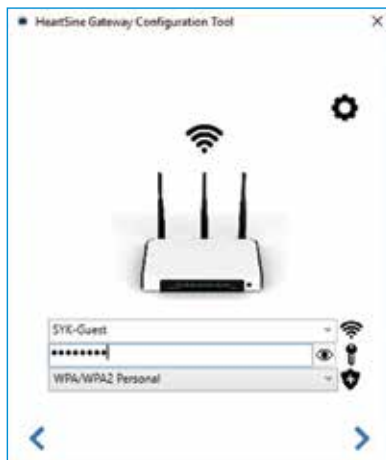 HeartSine Gateway Configuration Tool
SYK-Guest
••••••••
WPA/WPA2 Personal